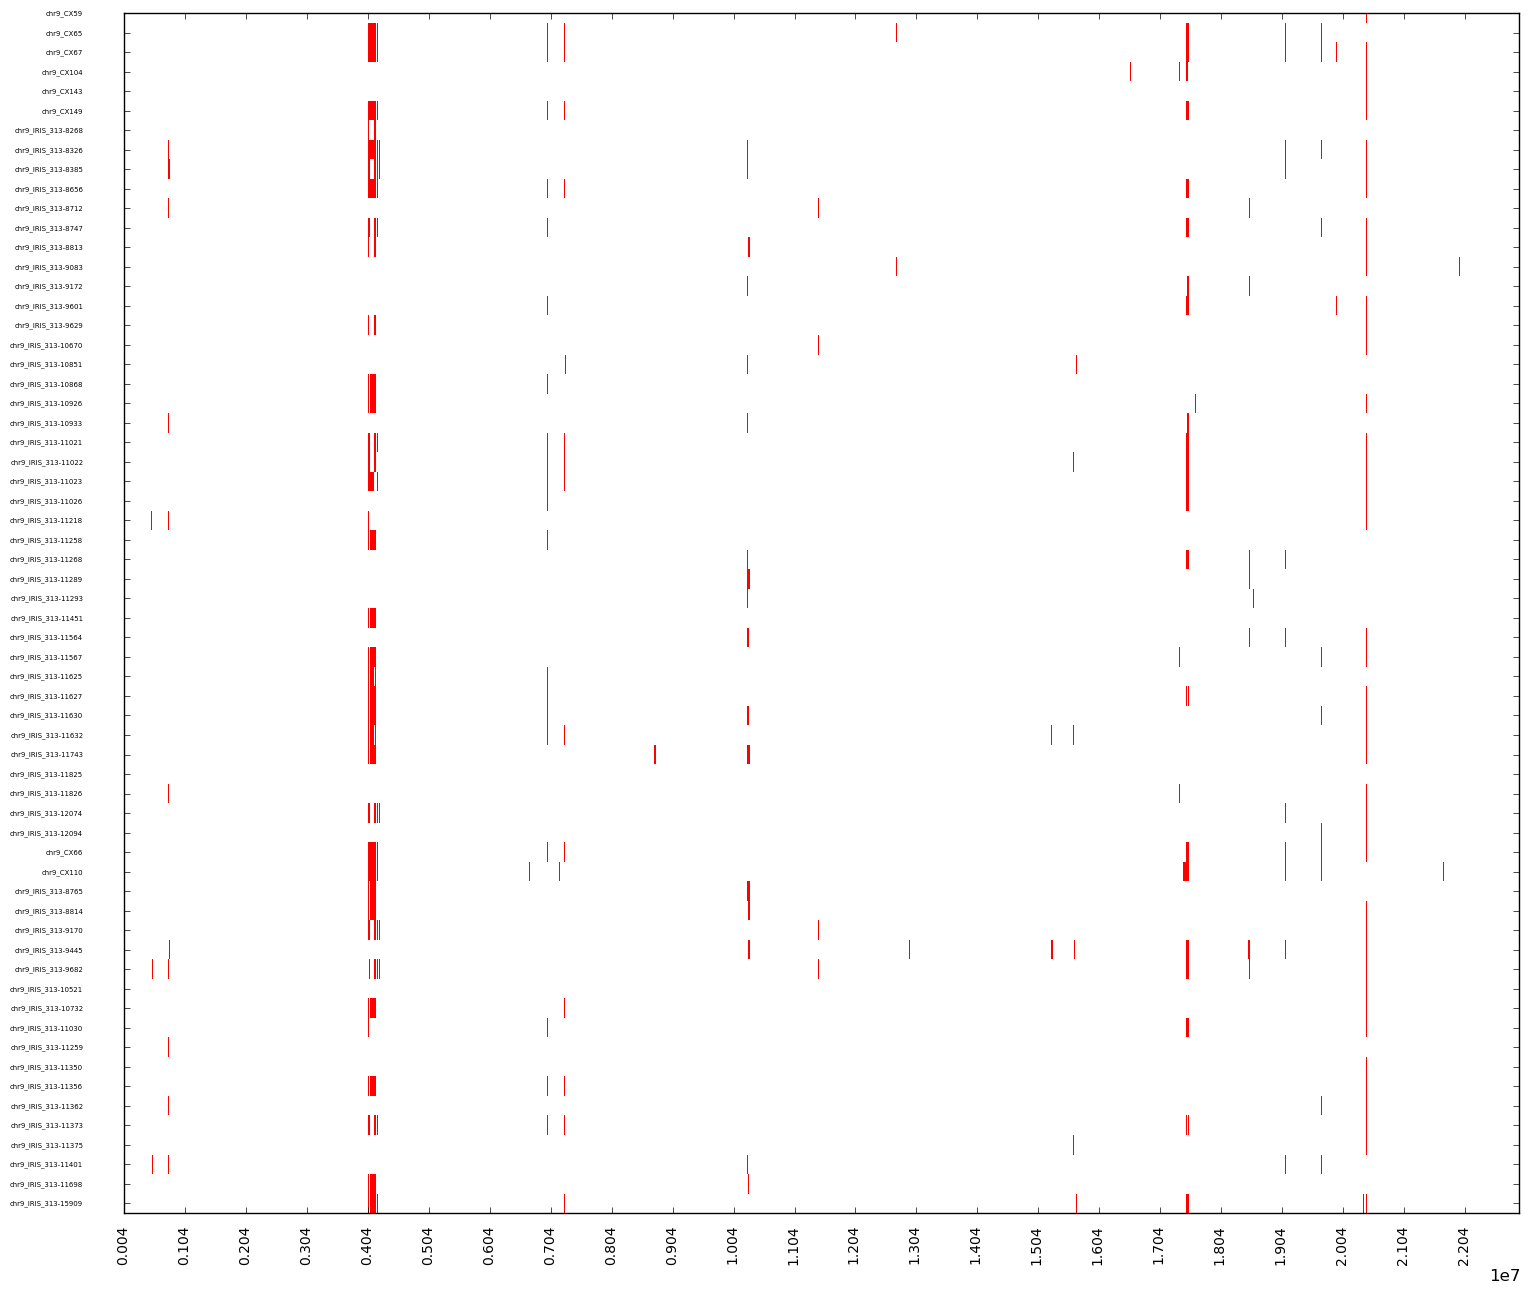 chr9_CX59
chr9_CX65
chr9_CX67
chr9_CX104
chr9_CX143
chr9_CX149
chr9_IRIS_313-8268
chr9_IRIS_313-8326
chr9_IRIS_313-8385
chr9_IRIS_313-8656
chr9_IRIS_313-8712
chr9_IRIS_313-8747
chr9_IRIS_313-8813
chr9_IRIS_313-9083
chr9_IRIS_313-9172
chr9_IRIS_313-9601
chr9_IRIS_313-9629
chr9_IRIS_313-10670
chr9_IRIS_313-10851
chr9_IRIS_313-10868
chr9_IRIS_313-10926
chr9_IRIS_313-10933
chr9_IRIS_313-11021
chr9_IRIS_313-11022
chr9_IRIS_313-11023
chr9_IRIS_313-11026
chr9_IRIS_313-11218
chr9_IRIS_313-11258
chr9_IRIS_313-11268
chr9_IRIS_313-11289
chr9_IRIS_313-11293
chr9_IRIS_313-11451
chr9_IRIS_313-11564
chr9_IRIS_313-11567
chr9_IRIS_313-11625
chr9_IRIS_313-11627
chr9_IRIS_313-11630
chr9_IRIS_313-11632
chr9_IRIS_313-11743
chr9_IRIS_313-11825
chr9_IRIS_313-11826
chr9_IRIS_313-12074
chr9_IRIS_313-12094
chr9_CX66
chr9_CX110
chr9_IRIS_313-8765
chr9_IRIS_313-8814
chr9_IRIS_313-9170
chr9_IRIS_313-9445
chr9_IRIS_313-9682
chr9_IRIS_313-10521
chr9_IRIS_313-10732
chr9_IRIS_313-11030
chr9_IRIS_313-11259
chr9_IRIS_313-11350
chr9_IRIS_313-11356
chr9_IRIS_313-11362
chr9_IRIS_313-11373
chr9_IRIS_313-11375
chr9_IRIS_313-11401
chr9_IRIS_313-11698
chr9_IRIS_313-15909
0.004 0.104 0.204 0.304 0.404 0.504 0.604 0.704 0.804 0.904 1.004 1.104 1.204 1.304 1.404 1.504 1.604 1.704 1.804 1.904 2.004 2.104 2.204
1e7